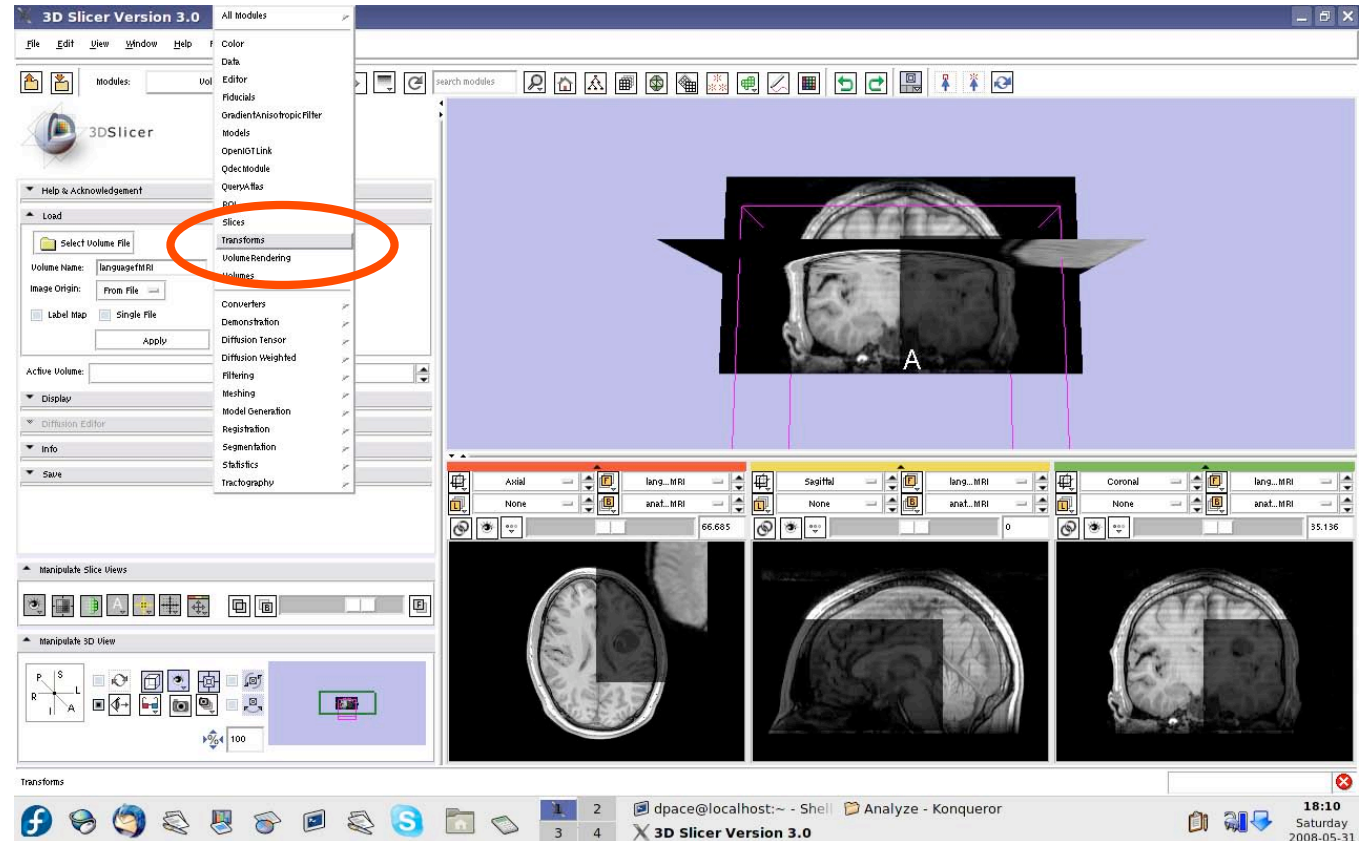 3D Slicer Version 3.0
File Edit View Window Help
Modules:
search modules
3DSlicer
Help & Acknowledgement
Load
Select Volume File
Volume Name: languagefMRI
Image Origin: From File
Label Map Single File
Apply
Active Volume:
Display
Diffusion Editor
Info
Save
Manipulate Slice Views
Manipulate 3D View
P S
R L
I A
100
All Modules
Color
Data
Editor
Fiducials
GradientAnisotropicFilter
Models
OpenIGTLink
QdecModule
QueryAtlas
ROI
Slices
Transforms
VolumeRendering
Volumes
Converters
Demonstration
Diffusion Tensor
Diffusion Weighted
Filtering
Meshing
Model Generation
Registration
Segmentation
Statistics
Tractography
A
Axial lang...MRI
None anat...MRI
66.685
Sagittal lang...MRI
None anat...MRI
0
Coronal lang...MRI
None anat...MRI
35.136
Transforms
1 2
3 4
dpace@localhost:~ - Shell
Analyze - Konqueror
3D Slicer Version 3.0
18:10
Saturday
2008-05-31